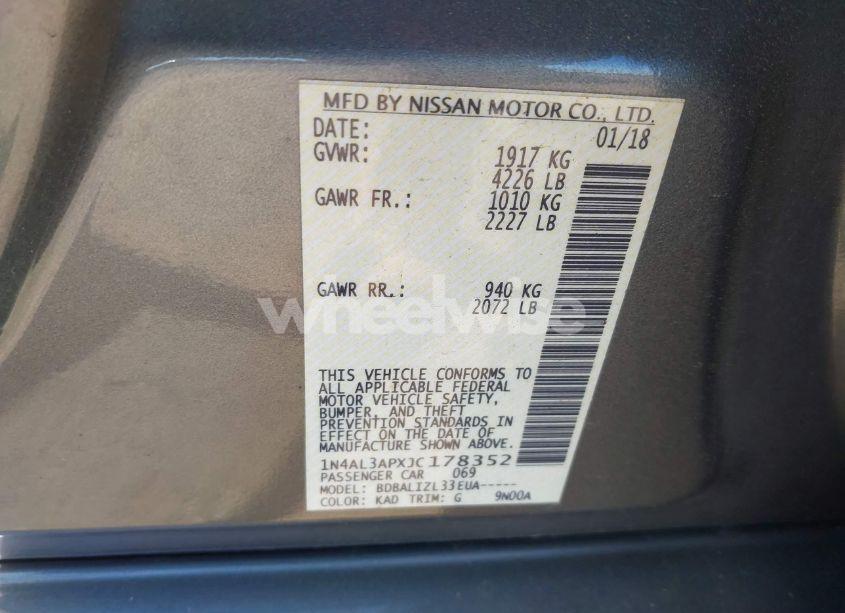 MFD BY NISSAN MOTOR CO., LTD.
DATE: 01/18
GVWR: 1917 KG
4226 LB
GAWR FR.: 1010 KG
2227 LB
GAWR RR.: 940 KG
2072 LB
wheelwise
THIS VEHICLE CONFORMS TO
ALL APPLICABLE FEDERAL
MOTOR VEHICLE SAFETY,
BUMPER, AND THEFT
PREVENTION STANDARDS IN
EFFECT ON THE DATE OF
MANUFACTURE SHOWN ABOVE.
1N4AL3APXJC178352
PASSENGER CAR 069
MODEL: BDBALIZL33EUA-----
COLOR: KAD TRIM: G 9N00A